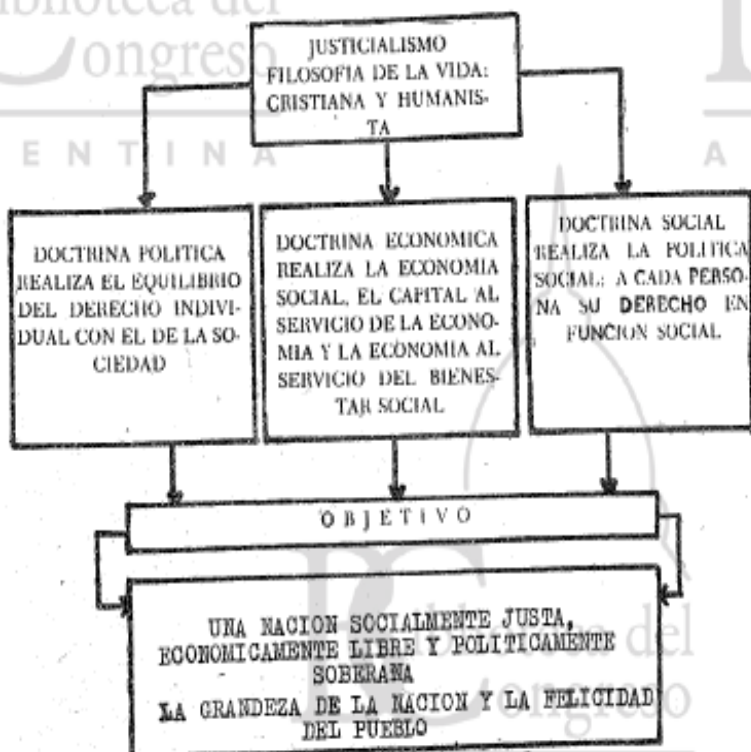 Biblioteca del
Congreso
ENTINA
A
JUSTICIALISMO
FILOSOFIA DE LA VIDA:
CRISTIANA Y HUMANIS-
TA
DOCTRINA POLITICA
REALIZA EL EQUILIBRIO
DEL DERECHO INDIVI-
DUAL CON EL DE LA SO-
CIEDAD
DOCTRINA ECONOMICA
REALIZA LA ECONOMIA
SOCIAL, EL CAPITAL AL
SERVICIO DE LA ECONO-
MIA Y LA ECONOMIA AL
SERVICIO DEL BIENES-
TAR SOCIAL
DOCTRINA SOCIAL
REALIZA LA POLITICA
SOCIAL: A CADA PERSO-
NA SU DERECHO EN
FUNCION SOCIAL
OBJETIVO
UNA NACION SOCIALMENTE JUSTA,
ECONOMICAMENTE LIBRE Y POLITICAMENTE
SOBERANA
LA GRANDEZA DE LA NACION Y LA FELICIDAD
DEL PUEBLO
Biblioteca del
Congreso